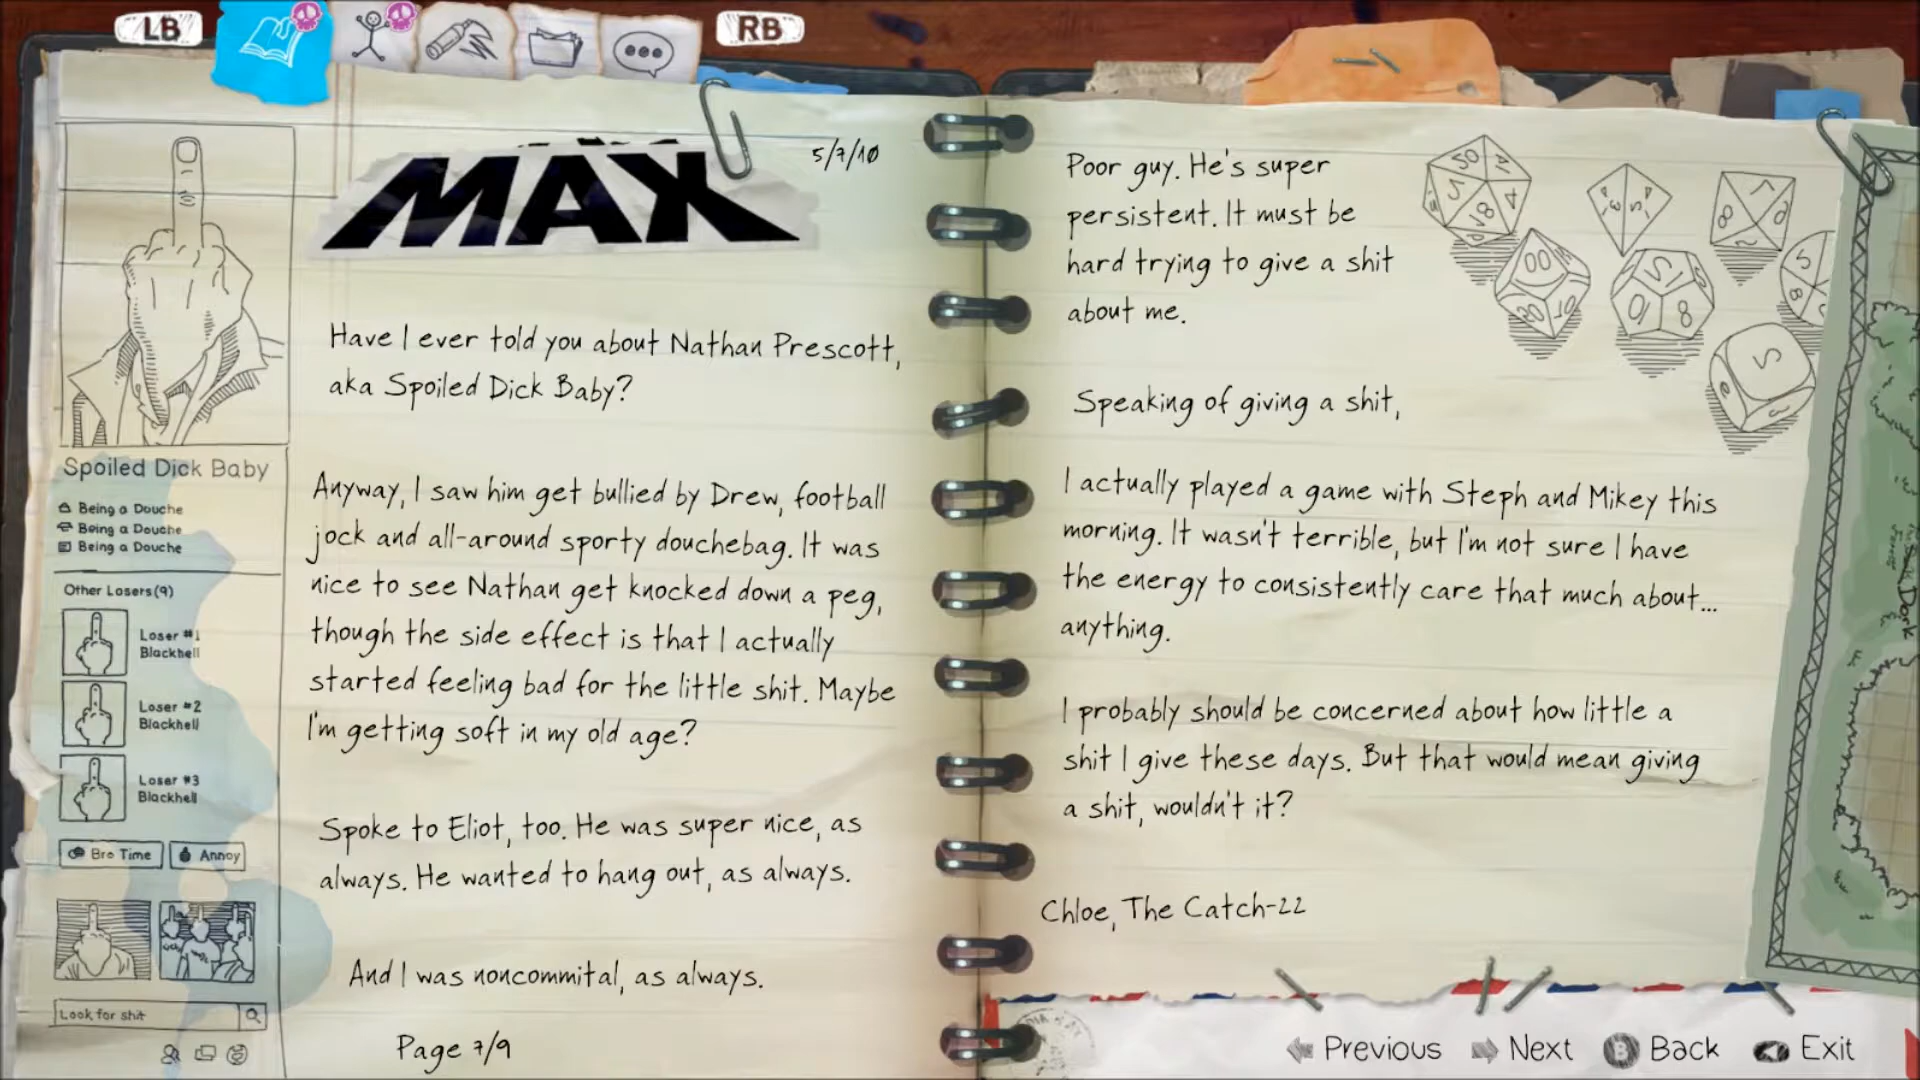 LB
RB
MAX
5/7/10
Have I ever told you about Nathan Prescott,
aka Spoiled Dick Baby?
Anyway, I saw him get bullied by Drew, football
jock and all-around sporty douchebag. It was
nice to see Nathan get knocked down a peg,
though the side effect is that I actually
started feeling bad for the little shit. Maybe
I'm getting soft in my old age?
Spoke to Eliot, too. He was super nice, as
always. He wanted to hang out, as always.
And I was noncommital, as always.
Page 7/9
Spoiled Dick Baby
Being a Douche
Being a Douche
Being a Douche
Other Losers(9)
Loser #1
Blackhell
Loser #2
Blackhell
Loser #3
Blackhell
Bro Time
Annoy
Look for shit
Poor guy. He's super
persistent. It must be
hard trying to give a shit
about me.
Speaking of giving a shit,
I actually played a game with Steph and Mikey this
morning. It wasn't terrible, but I'm not sure I have
the energy to consistently care that much about...
anything.
I probably should be concerned about how little a
shit I give these days. But that would mean giving
a shit, wouldn't it?
Chloe, The Catch-22
Previous
Next
B Back
Exit